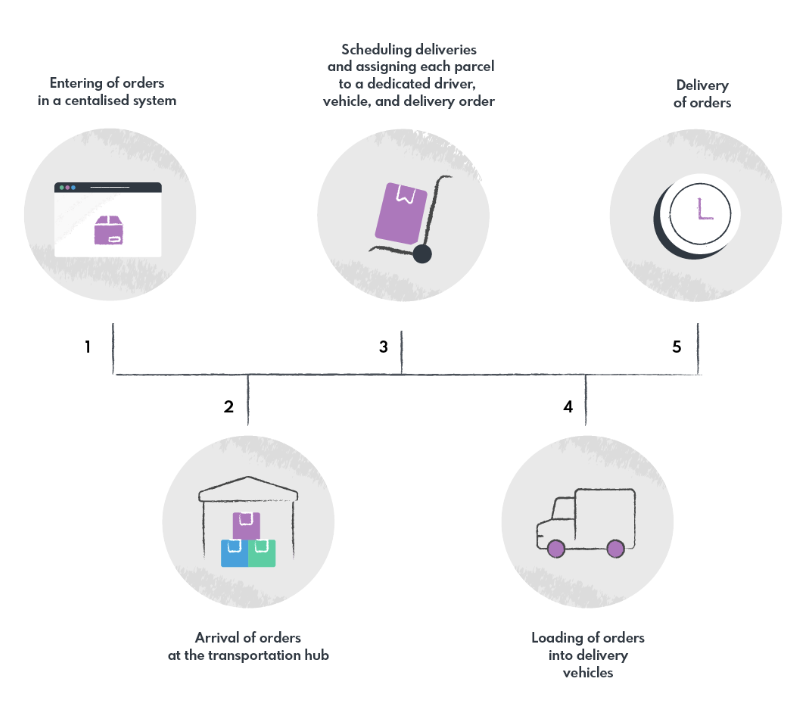 Entering of orders
in a centalised system
1
Arrival of orders
at the transportation hub
2
Scheduling deliveries
and assigning each parcel
to a dedicated driver,
vehicle, and delivery order
3
Loading of orders
into delivery
vehicles
4
Delivery
of orders
5